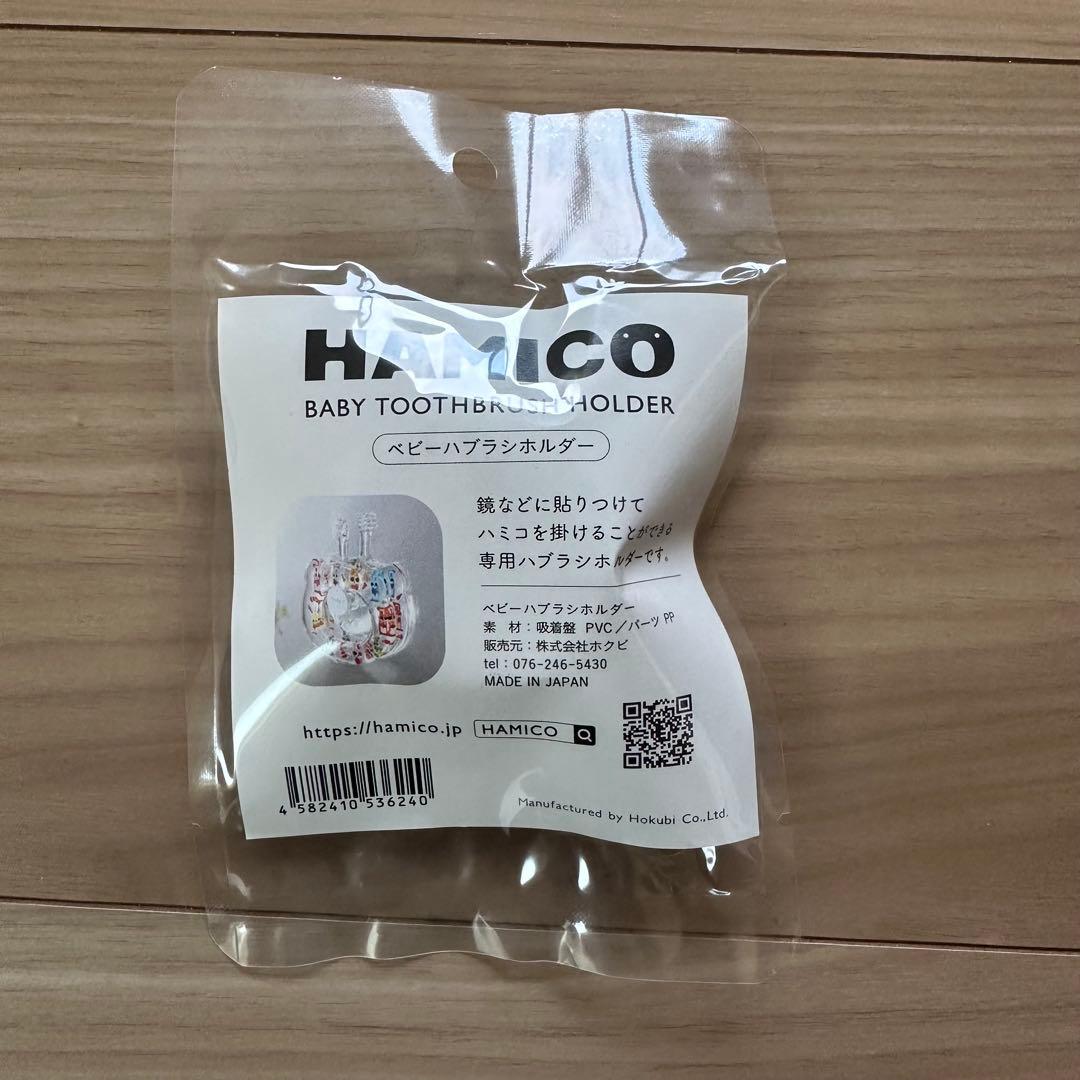 HAMICO
BABY TOOTHBRUSH HOLDER
ベビーハブラシホルダー
鏡などに貼りつけて
ハミコを掛けることができる
専用ハブラシホルダーです。
ベビーハブラシホルダー
素 材：吸着盤 PVC／パーツ PP
販売元：株式会社ホクビ
tel：076-246-5430
MADE IN JAPAN
https://hamico.jp HAMICO
4 582410 536240
Manufactured by Hokubi Co.,Ltd.